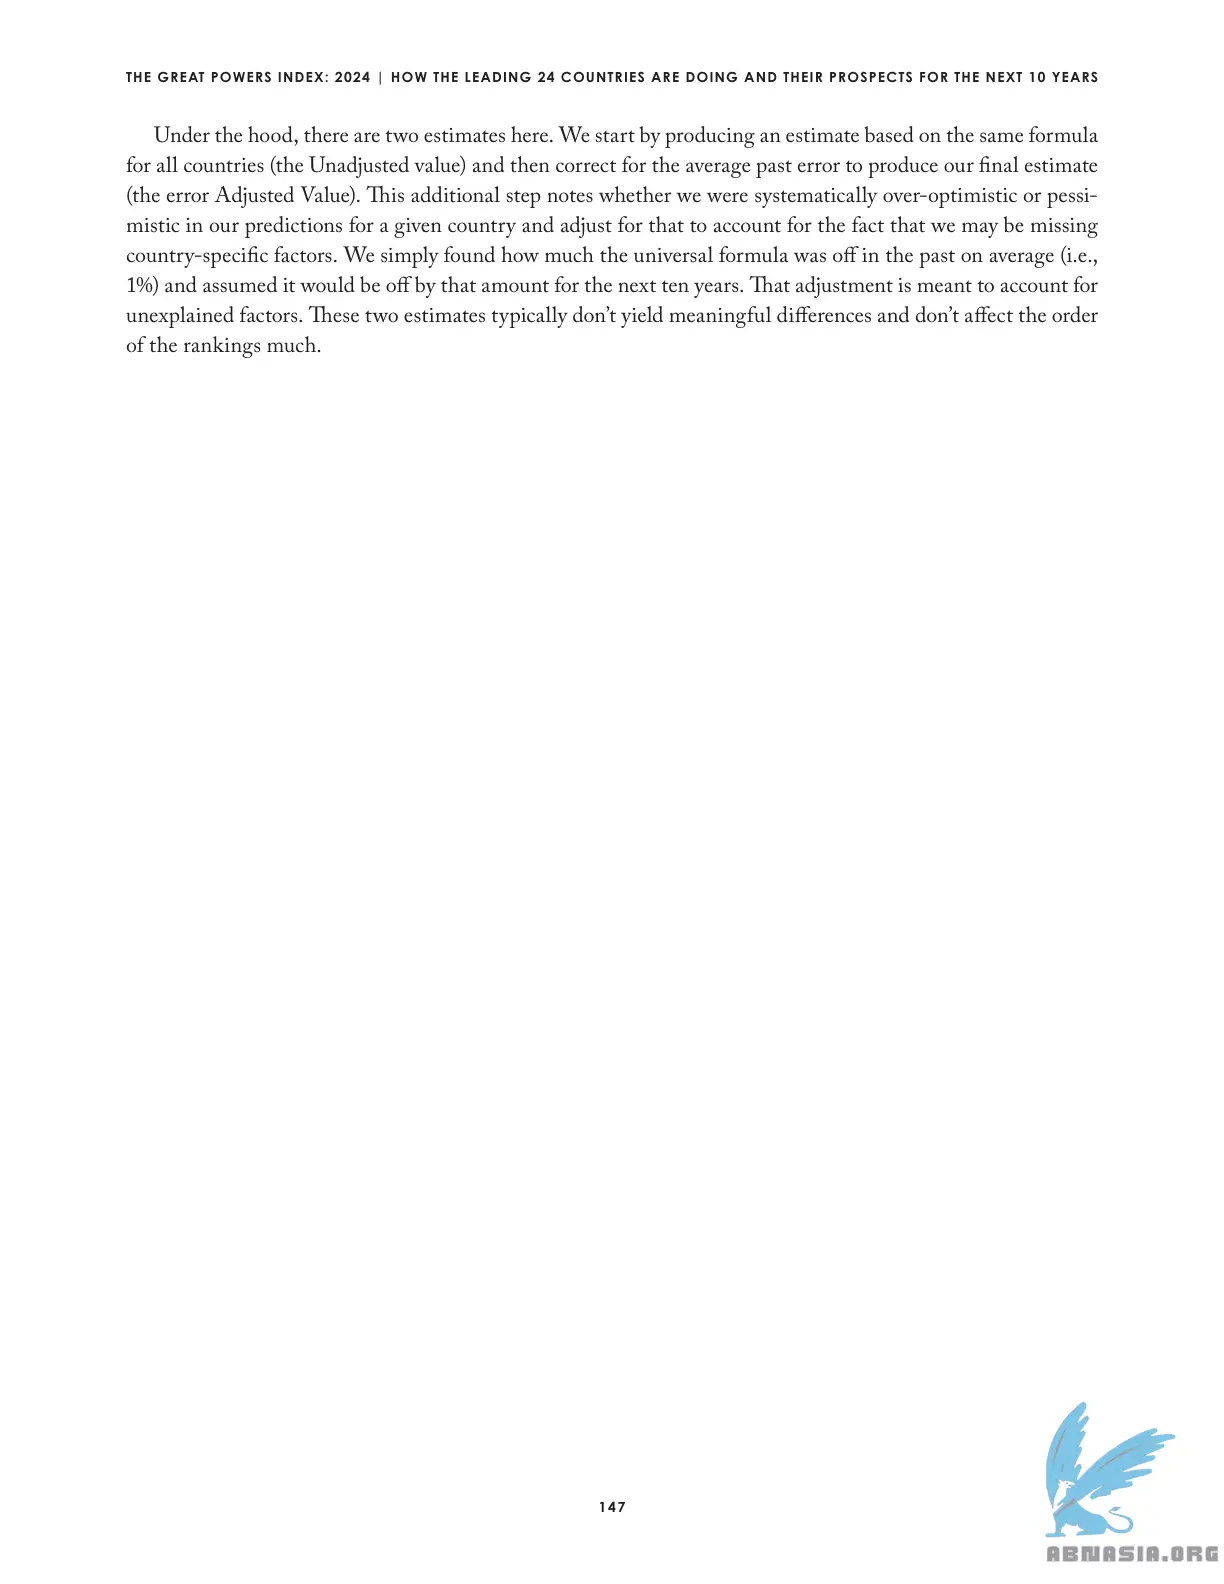 THE GREAT POWERS INDEX: 2024 | HOW THE LEADING 24 COUNTRIES ARE DOING AND THEIR PROSPECTS FOR THE NEXT 10 YEARS
Under the hood, there are two estimates here. We start by producing an estimate based on the same formula
for all countries (the Unadjusted value) and then correct for the average past error to produce our final estimate
(the error Adjusted Value). This additional step notes whether we were systematically over-optimistic or pessi-
mistic in our predictions for a given country and adjust for that to account for the fact that we may be missing
country-specific factors. We simply found how much the universal formula was off in the past on average (i.e.,
1%) and assumed it would be off by that amount for the next ten years. That adjustment is meant to account for
unexplained factors. These two estimates typically don’t yield meaningful differences and don’t affect the order
of the rankings much.
147
ABNASIA.ORG